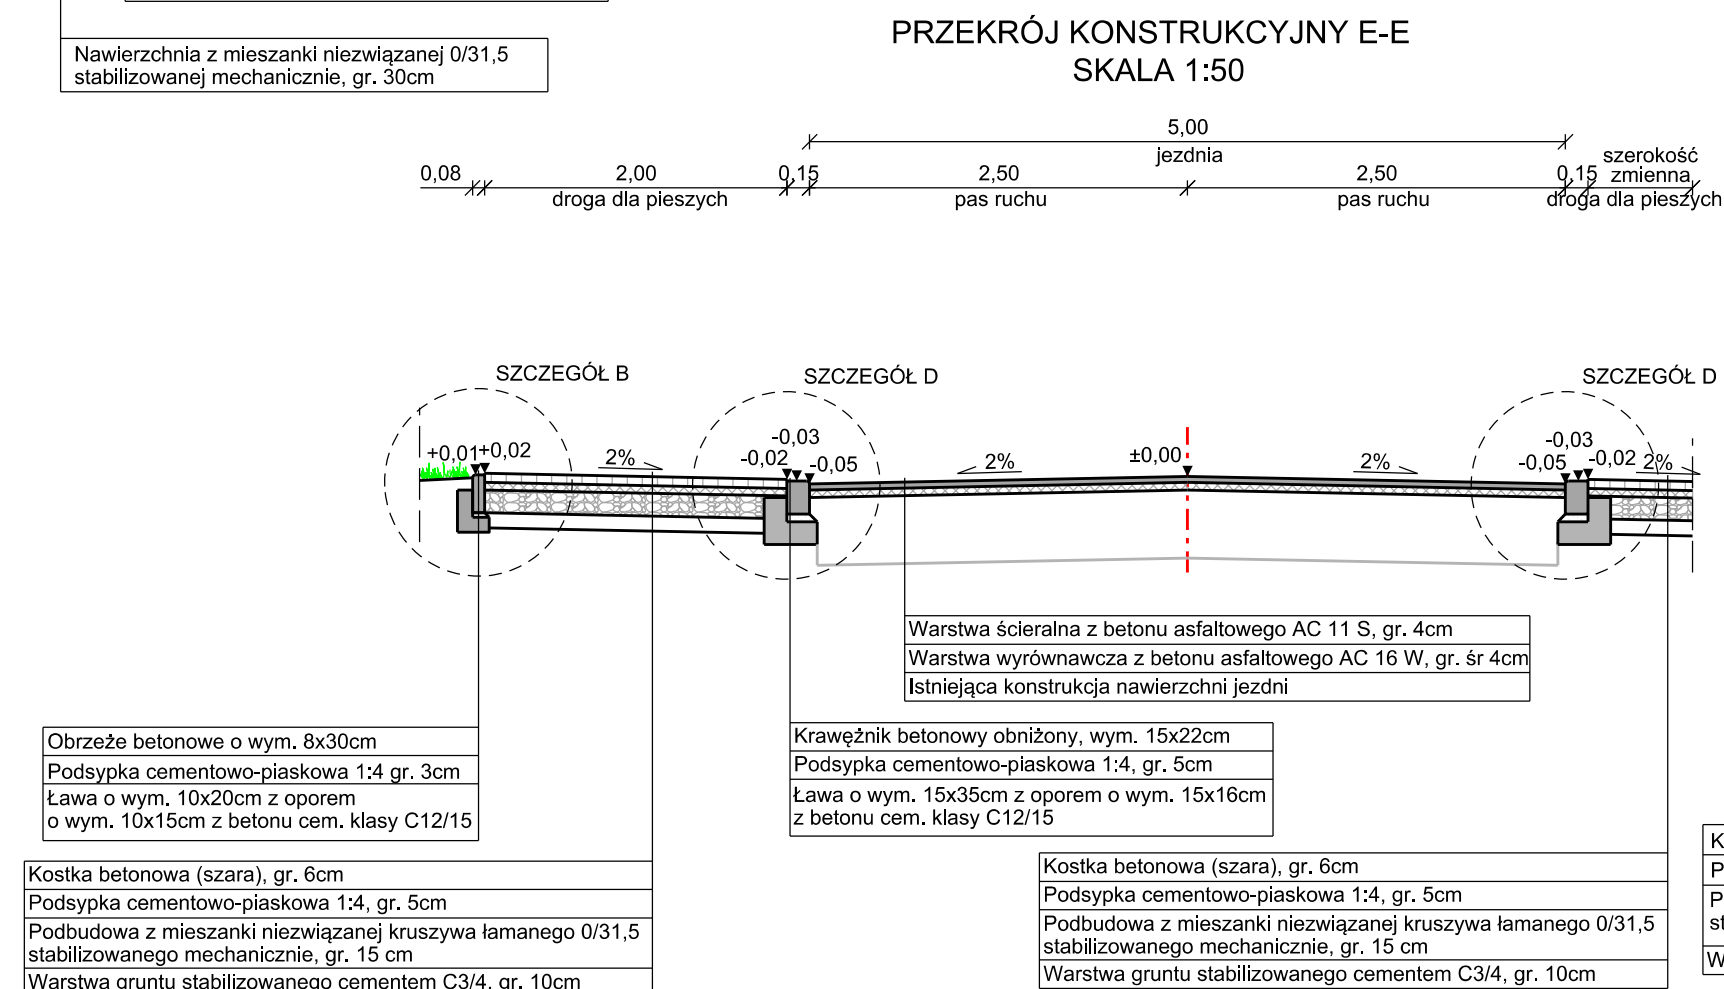 Nawierzchnia z mieszanki niezwiązanej 0/31,5
stabilizowanej mechanicznie, gr. 30cm
PRZEKRÓJ KONSTRUKCYJNY E-E
SKALA 1:50
5,00
jezdnia
0,08
2,00
0,15
2,50
2,50
0,15
szerokość
zmienna
droga dla pieszych
pas ruchu
pas ruchu
droga dla pieszych
SZCZEGÓŁ B
SZCZEGÓŁ D
SZCZEGÓŁ D
+0,01
+0,02
2%
-0,02
-0,03
-0,05
2%
±0,00
2%
-0,05
-0,03
-0,02
2%
Warstwa ścieralna z betonu asfaltowego AC 11 S, gr. 4cm
Warstwa wyrównawcza z betonu asfaltowego AC 16 W, gr. śr 4cm
Istniejąca konstrukcja nawierzchni jezdni
Obrzeże betonowe o wym. 8x30cm
Podsypka cementowo-piaskowa 1:4 gr. 3cm
Ława o wym. 10x20cm z oporem
o wym. 10x15cm z betonu cem. klasy C12/15
Krawężnik betonowy obniżony, wym. 15x22cm
Podsypka cementowo-piaskowa 1:4, gr. 5cm
Ława o wym. 15x35cm z oporem o wym. 15x16cm
z betonu cem. klasy C12/15
Kostka betonowa (szara), gr. 6cm
Podsypka cementowo-piaskowa 1:4, gr. 5cm
Podbudowa z mieszanki niezwiązanej kruszywa łamanego 0/31,5
stabilizowanego mechanicznie, gr. 15 cm
Warstwa gruntu stabilizowanego cementem C3/4, gr. 10cm
Kostka betonowa (szara), gr. 6cm
Podsypka cementowo-piaskowa 1:4, gr. 5cm
Podbudowa z mieszanki niezwiązanej kruszywa łamanego 0/31,5
stabilizowanego mechanicznie, gr. 15 cm
Warstwa gruntu stabilizowanego cementem C3/4, gr. 10cm